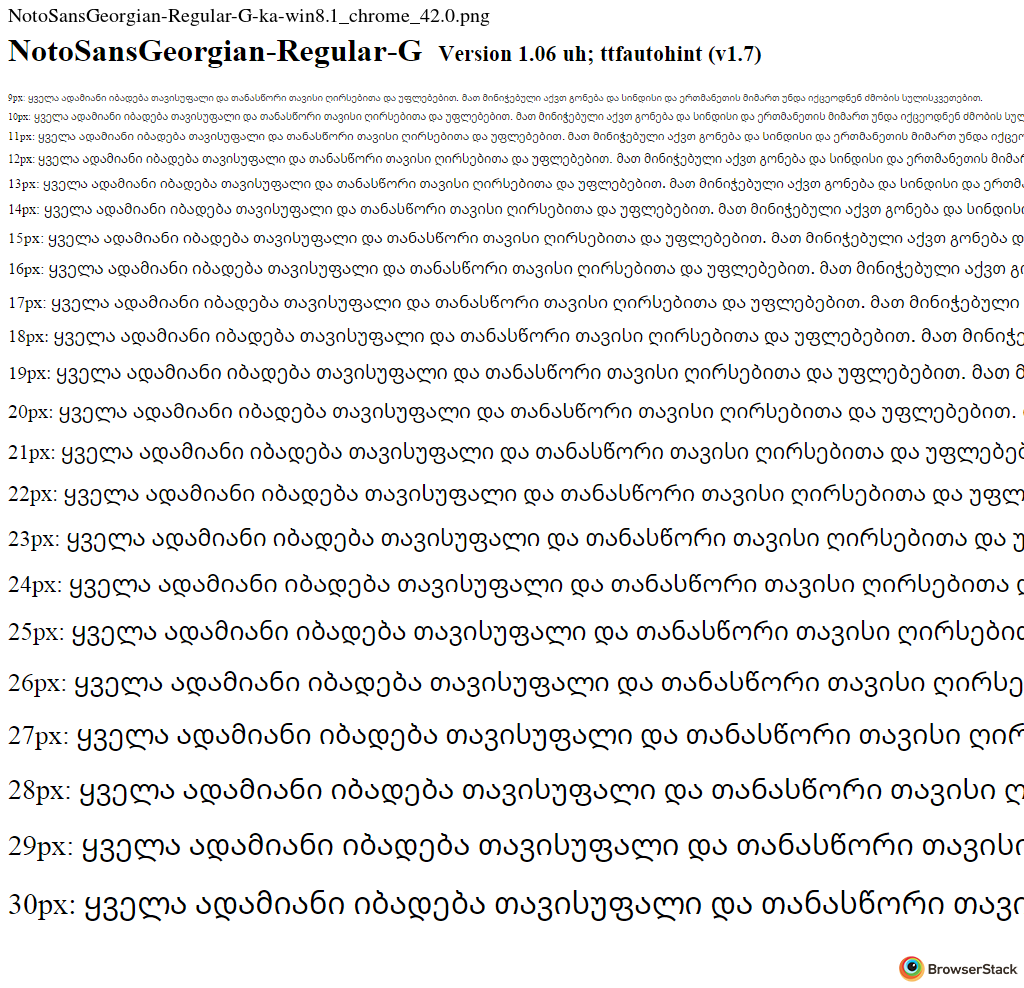 NotoSansGeorgian-Regular-G-ka-win8.1_chrome_42.0.png
NotoSansGeorgian-Regular-G Version 1.06 uh; ttfautohint (v1.7)
9px: ყველა ადამიანი იბადება თავისუფალი და თანასწორი თავისი ღირსებითა და უფლებებით. მათ მინიჭებული აქვთ გონება და სინდისი და ერთმანეთის მიმართ უნდა იქცეოდნენ ძმობის სულისკვეთებით.
10px: ყველა ადამიანი იბადება თავისუფალი და თანასწორი თავისი ღირსებითა და უფლებებით. მათ მინიჭებული აქვთ გონება და სინდისი და ერთმანეთის მიმართ უნდა იქცეოდნენ ძმობის სულ
11px: ყველა ადამიანი იბადება თავისუფალი და თანასწორი თავისი ღირსებითა და უფლებებით. მათ მინიჭებული აქვთ გონება და სინდისი და ერთმანეთის მიმართ უნდა იქცეო
12px: ყველა ადამიანი იბადება თავისუფალი და თანასწორი თავისი ღირსებითა და უფლებებით. მათ მინიჭებული აქვთ გონება და სინდისი და ერთმანეთის მიმა
13px: ყველა ადამიანი იბადება თავისუფალი და თანასწორი თავისი ღირსებითა და უფლებებით. მათ მინიჭებული აქვთ გონება და სინდისი და ერთმ
14px: ყველა ადამიანი იბადება თავისუფალი და თანასწორი თავისი ღირსებითა და უფლებებით. მათ მინიჭებული აქვთ გონება და სინდისი
15px: ყველა ადამიანი იბადება თავისუფალი და თანასწორი თავისი ღირსებითა და უფლებებით. მათ მინიჭებული აქვთ გონება დ
16px: ყველა ადამიანი იბადება თავისუფალი და თანასწორი თავისი ღირსებითა და უფლებებით. მათ მინიჭებული აქვთ გ
17px: ყველა ადამიანი იბადება თავისუფალი და თანასწორი თავისი ღირსებითა და უფლებებით. მათ მინიჭებული
18px: ყველა ადამიანი იბადება თავისუფალი და თანასწორი თავისი ღირსებითა და უფლებებით. მათ მინიჭე
19px: ყველა ადამიანი იბადება თავისუფალი და თანასწორი თავისი ღირსებითა და უფლებებით. მათ მ
20px: ყველა ადამიანი იბადება თავისუფალი და თანასწორი თავისი ღირსებითა და უფლებებით.
21px: ყველა ადამიანი იბადება თავისუფალი და თანასწორი თავისი ღირსებითა და უფლებებ
22px: ყველა ადამიანი იბადება თავისუფალი და თანასწორი თავისი ღირსებითა და უფლ
23px: ყველა ადამიანი იბადება თავისუფალი და თანასწორი თავისი ღირსებითა და უ
24px: ყველა ადამიანი იბადება თავისუფალი და თანასწორი თავისი ღირსებითა
25px: ყველა ადამიანი იბადება თავისუფალი და თანასწორი თავისი ღირსებით
26px: ყველა ადამიანი იბადება თავისუფალი და თანასწორი თავისი ღირსე
27px: ყველა ადამიანი იბადება თავისუფალი და თანასწორი თავისი ღირ
28px: ყველა ადამიანი იბადება თავისუფალი და თანასწორი თავისი ღ
29px: ყველა ადამიანი იბადება თავისუფალი და თანასწორი თავისი
30px: ყველა ადამიანი იბადება თავისუფალი და თანასწორი თავი
BrowserStack